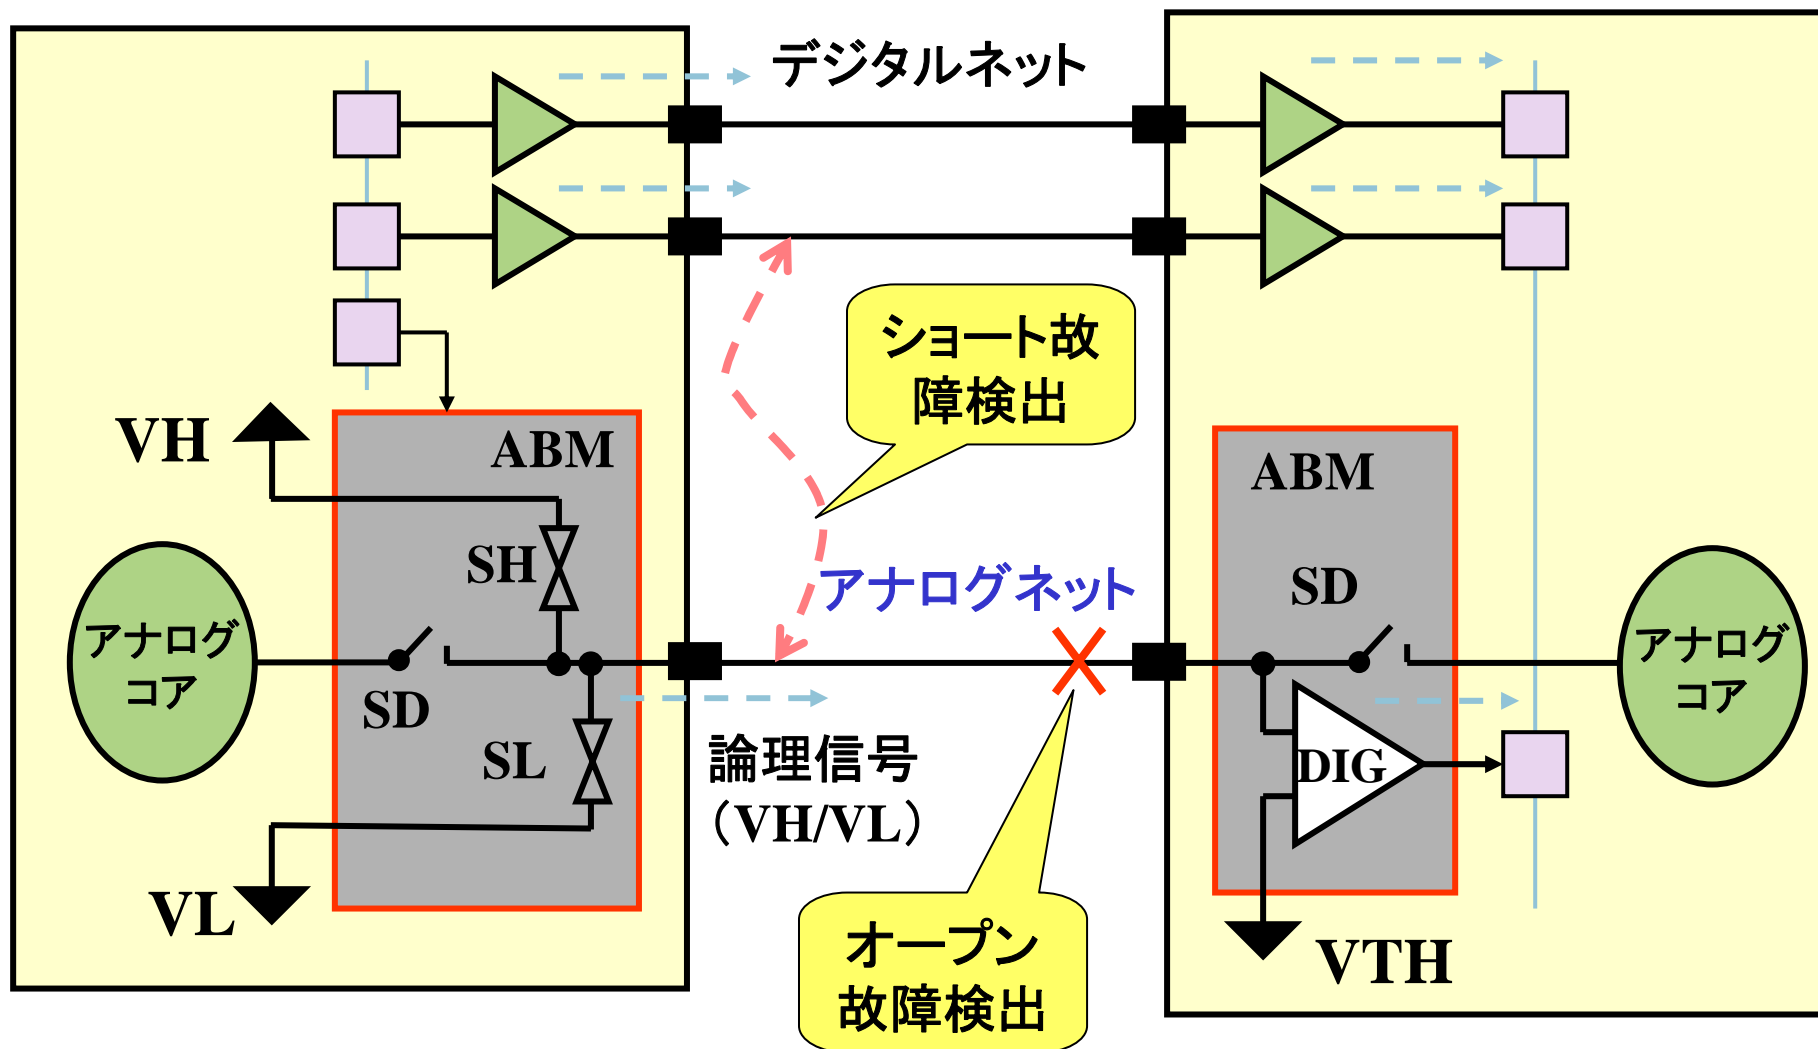 デジタルネット
ショート故
障検出
VH
ABM
ABM
SH
アナログネット
SD
アナログ
コア
アナログ
コア
SD
SL
論理信号
（VH/VL）
DIG
VL
オープン
故障検出
VTH